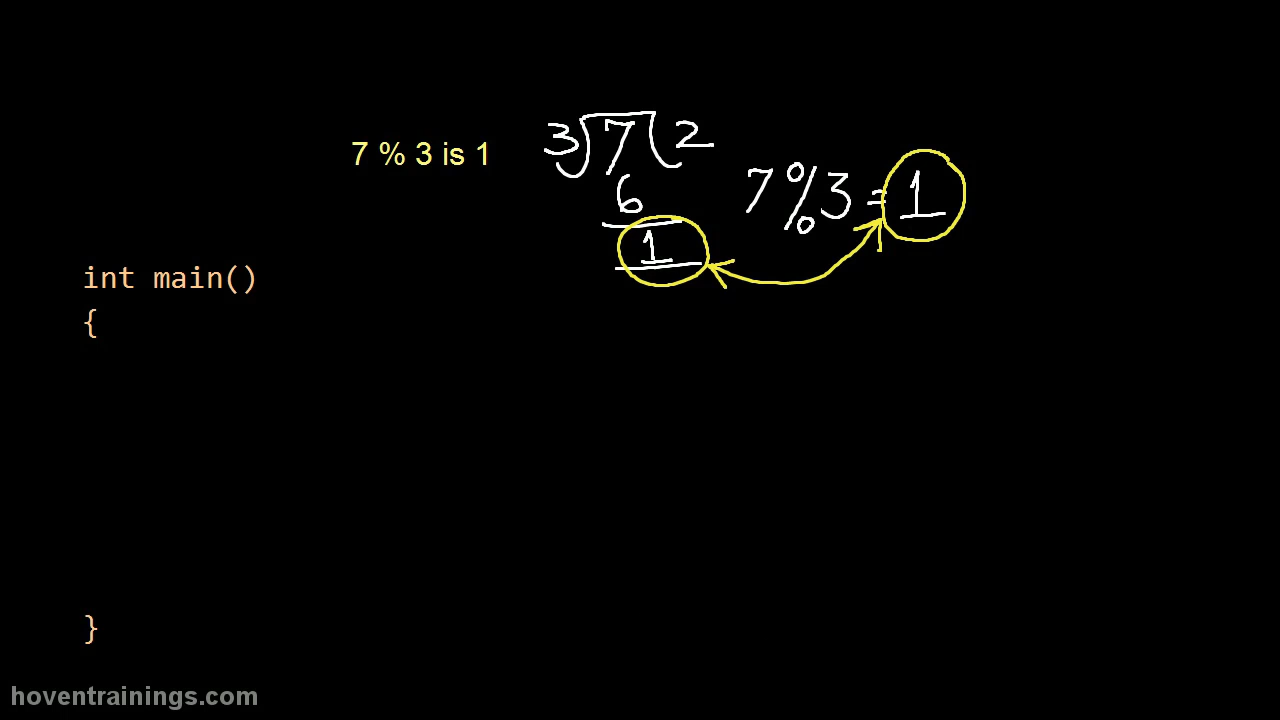 7 % 3 is 1
3 7 2
6
1
7 % 3 = 1
int main()
{
}
hoventrainings.com